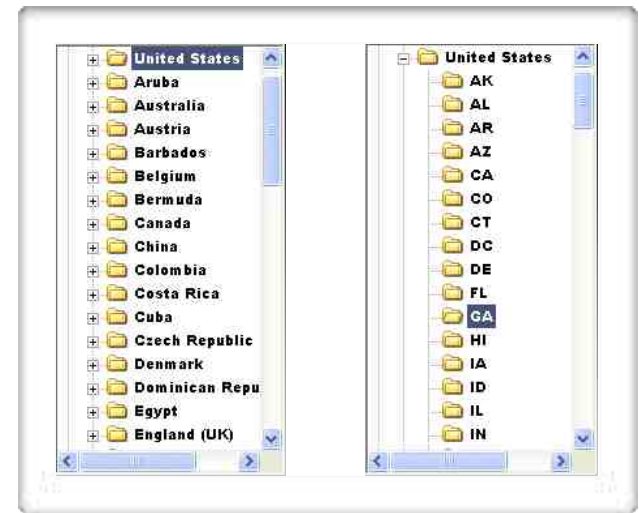 United States
Aruba
Australia
Austria
Barbados
Belgium
Bermuda
Canada
China
Colombia
Costa Rica
Cuba
Czech Republic
Denmark
Dominican Repu
Egypt
England (UK)
United States
AK
AL
AR
AZ
CA
CO
CT
DC
DE
FL
GA
HI
IA
ID
IL
IN